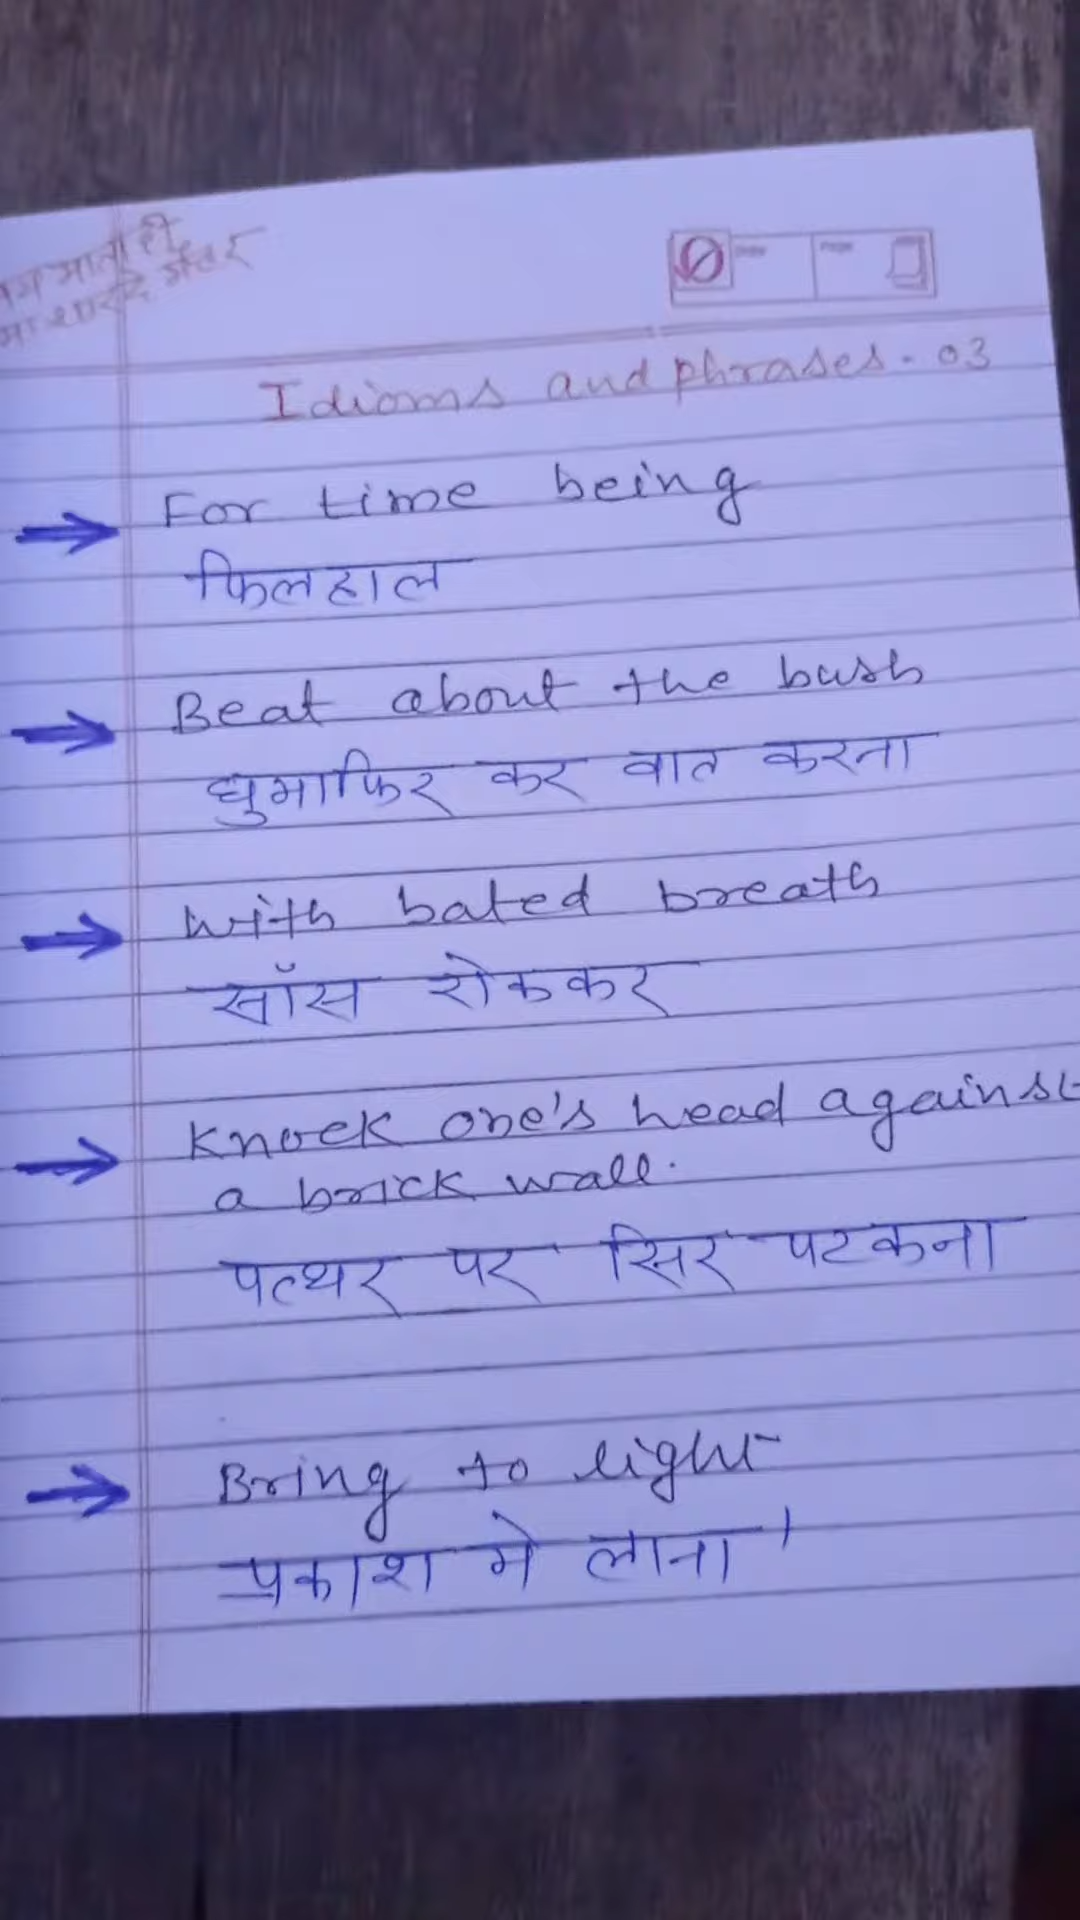 Idioms and phrases - 03
For time being
फिलहाल
Beat about the bush
घुमाफिर कर वात करना
With bated breath
साॅस रोककर
Knock one's head against
a brick wall.
पत्थर पर सिर पटकना
Bring to light
प्रकाश मे लाना।